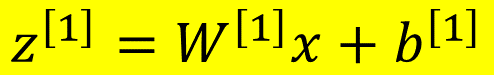 z^[1] = W^[1]x + b^[1]